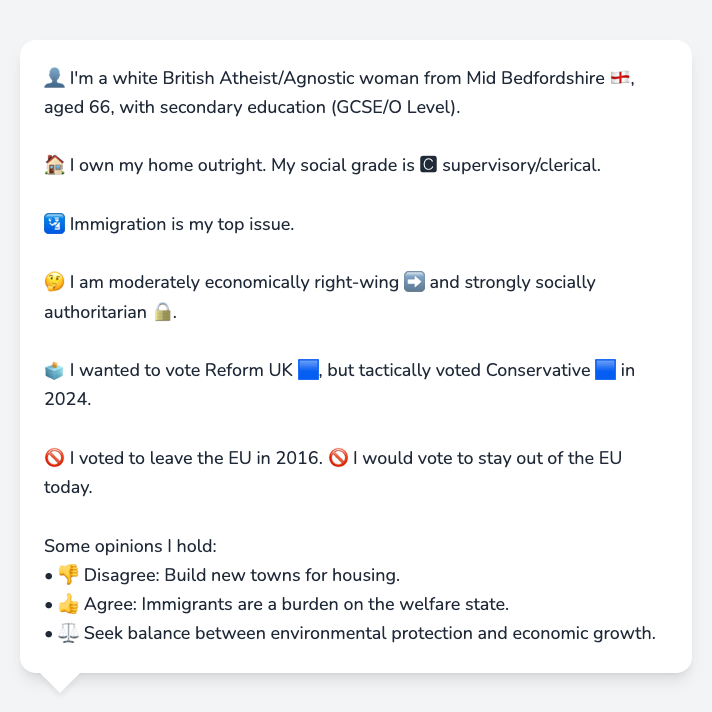 👤 I'm a white British Atheist/Agnostic woman from Mid Bedfordshire 🏴󠁧󠁢󠁥󠁮󠁧󠁿,
aged 66, with secondary education (GCSE/O Level).
🏠 I own my home outright. My social grade is 🅲 supervisory/clerical.
🛂 Immigration is my top issue.
🤔 I am moderately economically right-wing ➡️ and strongly socially
authoritarian 🔒.
🗳️ I wanted to vote Reform UK 🟦, but tactically voted Conservative 🟦 in
2024.
🚫 I voted to leave the EU in 2016. 🚫 I would vote to stay out of the EU
today.
Some opinions I hold:
• 👎 Disagree: Build new towns for housing.
• 👍 Agree: Immigrants are a burden on the welfare state.
• ⚖️ Seek balance between environmental protection and economic growth.